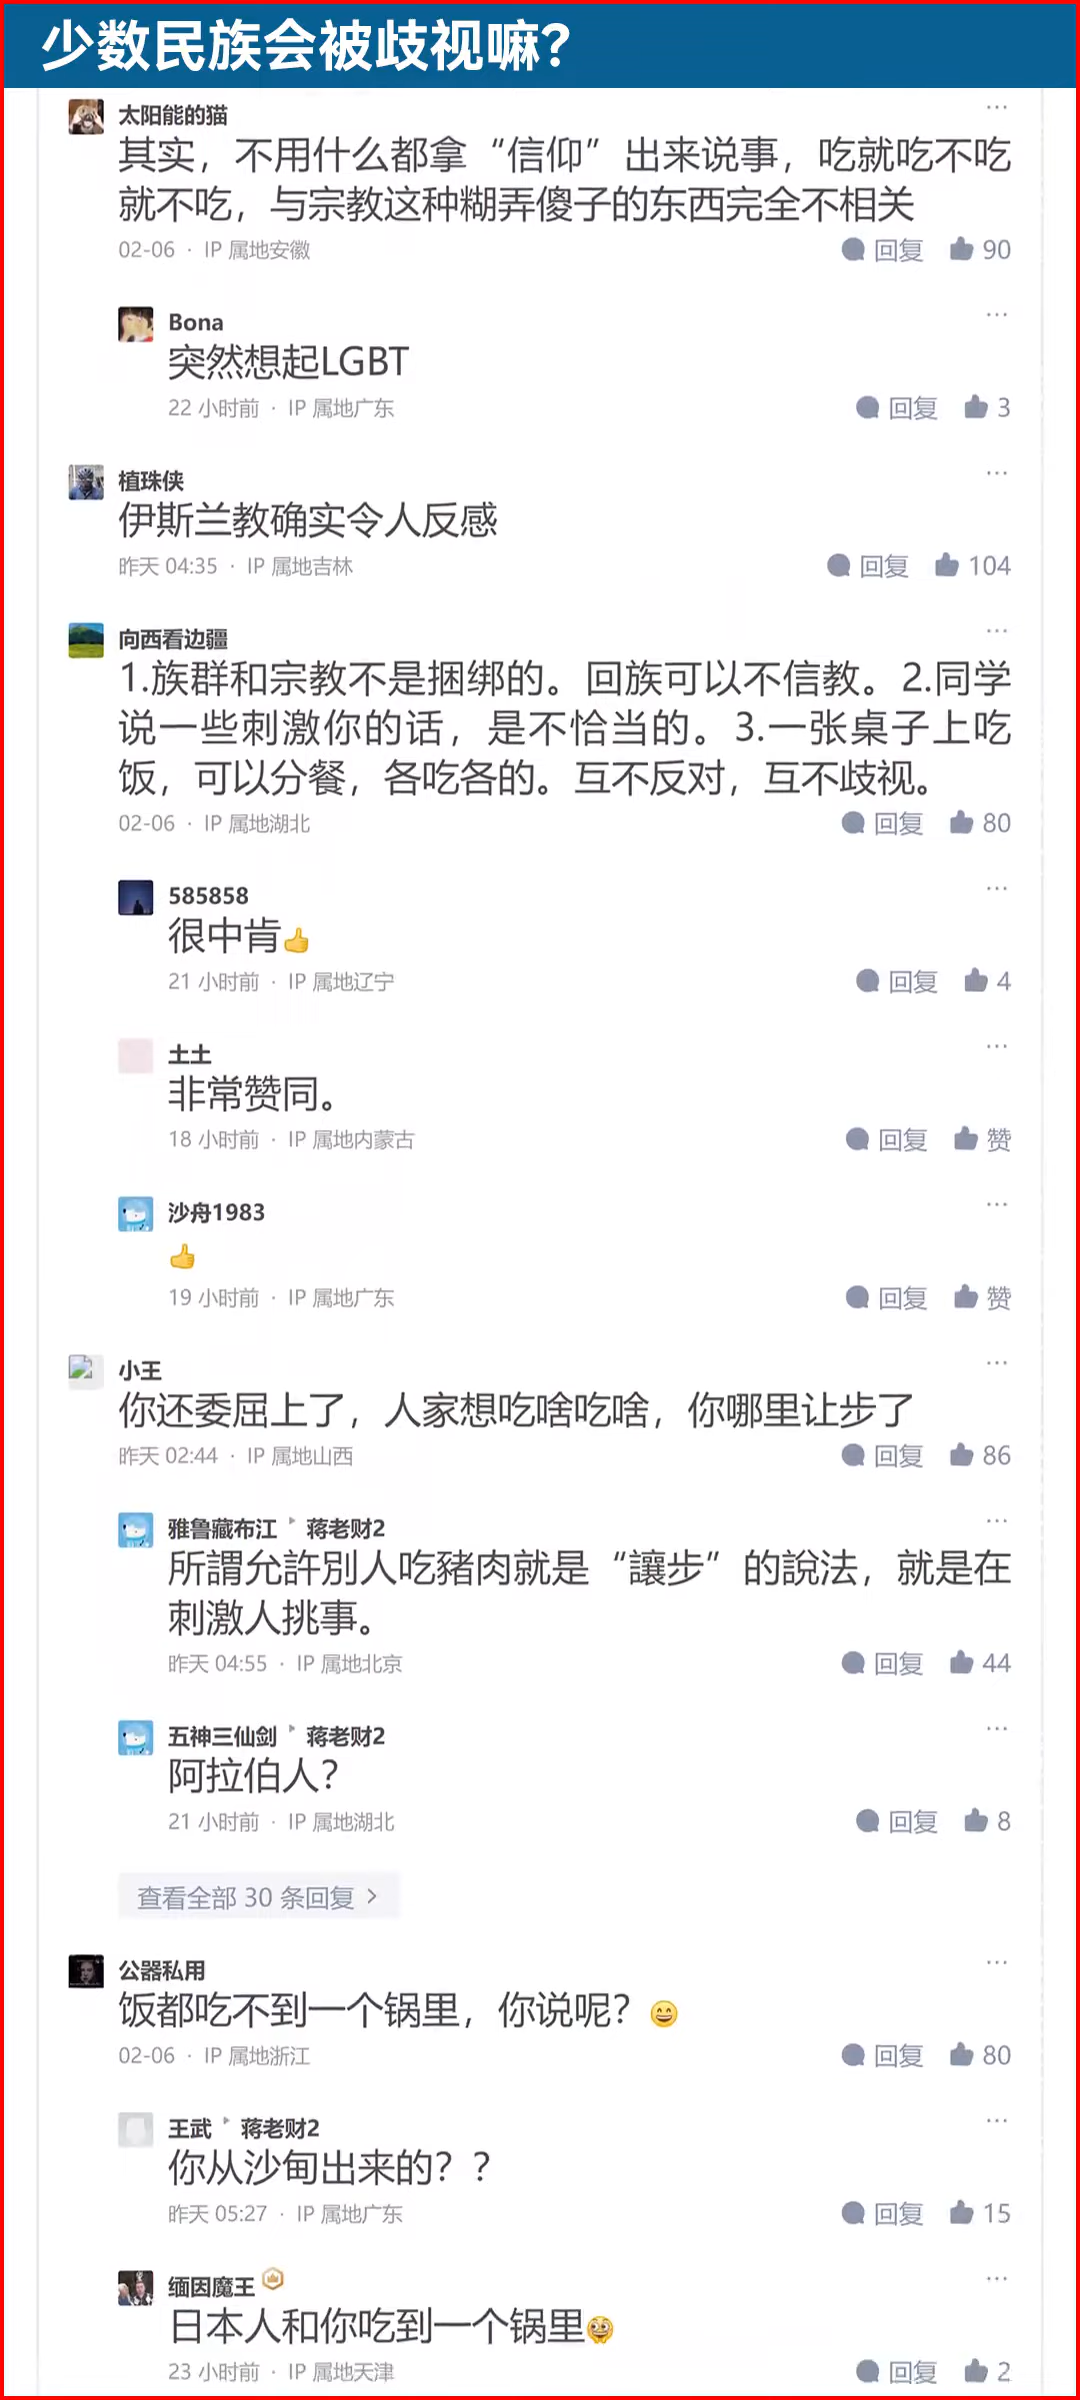 少数民族会被歧视嘛?
太阳能的猫
其实，不用什么都拿“信仰”出来说事，吃就吃不吃
就不吃，与宗教这种糊弄傻子的东西完全不相关
02-06 · IP 属地安徽
回复 90
Bona
突然想起LGBT
22 小时前 · IP 属地广东
回复 3
植珠侠
伊斯兰教确实令人反感
昨天 04:35 · IP 属地吉林
回复 104
向西看边疆
1.族群和宗教不是捆绑的。回族可以不信教。2.同学
说一些刺激你的话，是不恰当的。3.一张桌子上吃
饭，可以分餐，各吃各的。互不反对，互不歧视。
02-06 · IP 属地湖北
回复 80
585858
很中肯👍
21 小时前 · IP 属地辽宁
回复 4
土土
非常赞同。
18 小时前 · IP 属地内蒙古
回复 赞
沙舟1983
👍
19 小时前 · IP 属地广东
回复 赞
小王
你还委屈上了，人家想吃啥吃啥，你哪里让步了
昨天 02:44 · IP 属地山西
回复 86
雅鲁藏布江 ▸ 蒋老财2
所謂允許別人吃豬肉就是“讓步”的說法，就是在
刺激人挑事。
昨天 04:55 · IP 属地北京
回复 44
五神三仙剑 ▸ 蒋老财2
阿拉伯人？
21 小时前 · IP 属地湖北
回复 8
查看全部 30 条回复 >
公器私用
饭都吃不到一个锅里，你说呢？😄
02-06 · IP 属地浙江
回复 80
王武 ▸ 蒋老财2
你从沙甸出来的？？
昨天 05:27 · IP 属地广东
回复 15
缅因魔王
日本人和你吃到一个锅里
23 小时前 · IP 属地天津
回复 2